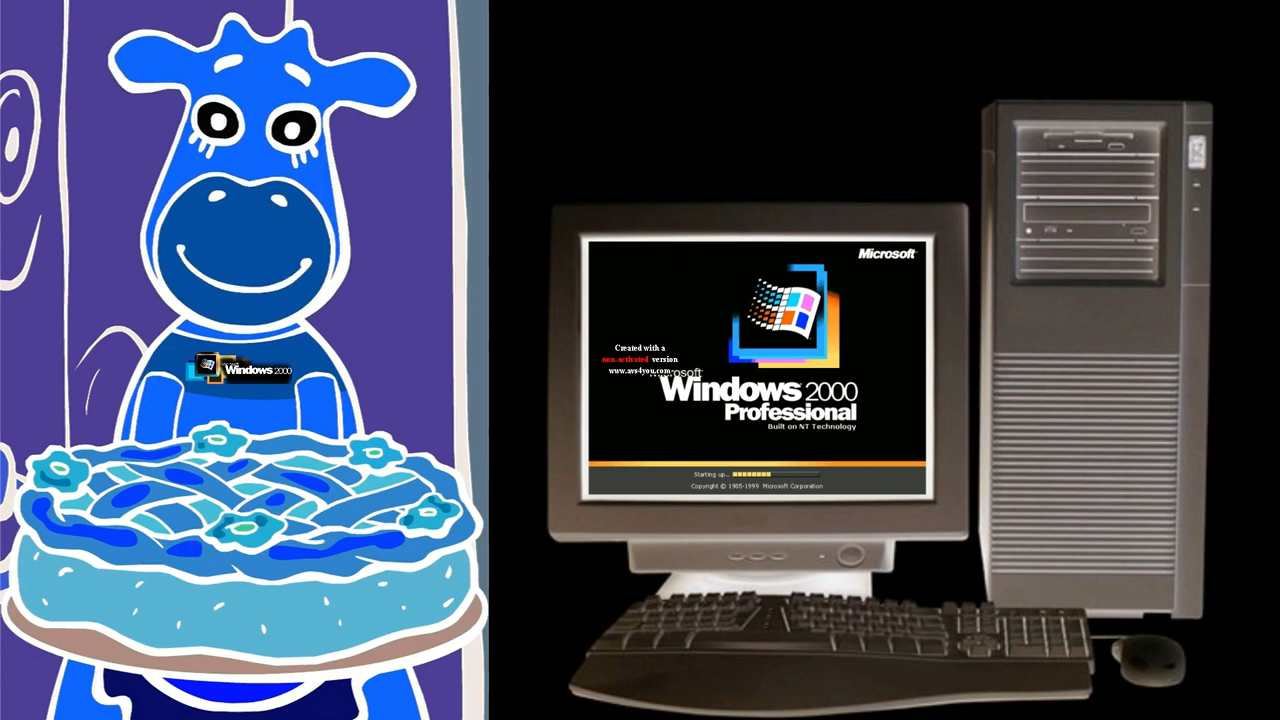 Windows 2000
Microsoft
Created with a
non-activated version
www.avs4you.com
Microsoft
Windows 2000
Professional
Built on NT Technology
Starting up...
Copyright © 1985-1999 Microsoft Corporation